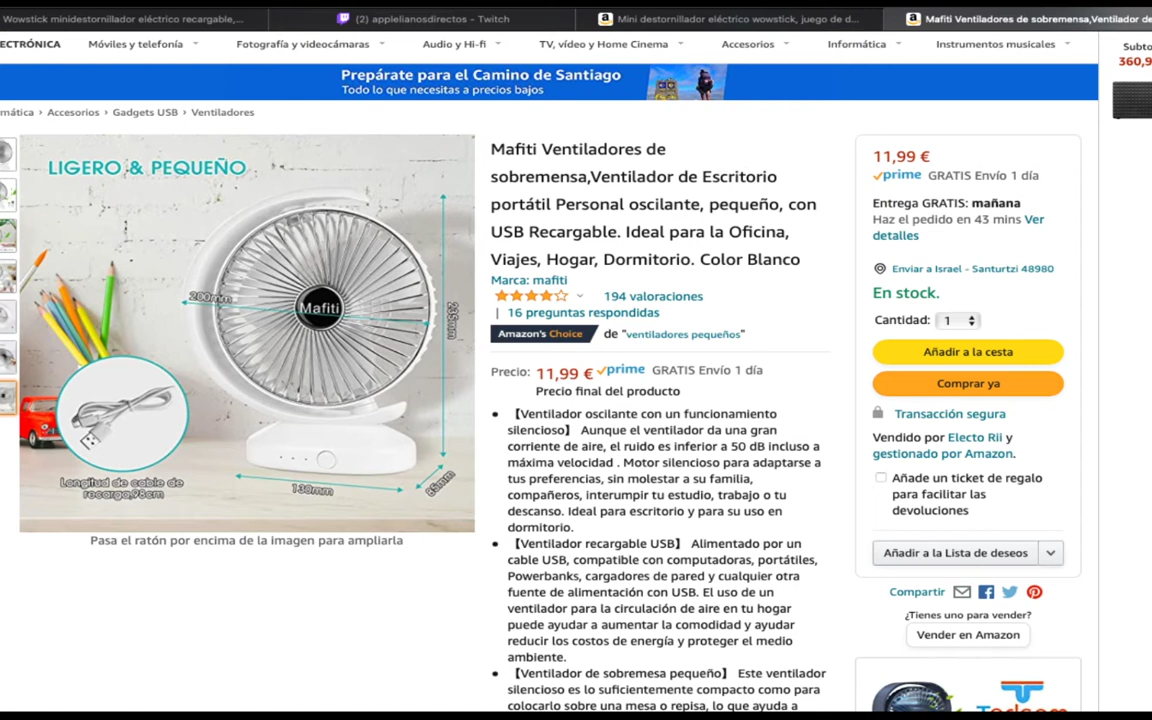 Wowstick minidestornillador eléctrico recargable,...
(2) applelianosdirectos - Twitch
Mini destornillador eléctrico wowstick, juego de d...
Mafiti Ventiladores de sobremensa,Ventilador de
ECTRÓNICA
Móviles y telefonía
Fotografía y videocámaras
Audio y Hi-fi
TV, vídeo y Home Cinema
Accesorios
Informática
Instrumentos musicales
Subto
360,9
Prepárate para el Camino de Santiago
Todo lo que necesitas a precios bajos
mática › Accesorios › Gadgets USB › Ventiladores
LIGERO & PEQUEÑO
200mm
Mafiti
235mm
130mm
85mm
Longitud de cable de
recarga,98cm
Pasa el ratón por encima de la imagen para ampliarla
Mafiti Ventiladores de
sobremensa,Ventilador de Escritorio
portátil Personal oscilante, pequeño, con
USB Recargable. Ideal para la Oficina,
Viajes, Hogar, Dormitorio. Color Blanco
Marca: mafiti
194 valoraciones
| 16 preguntas respondidas
Amazon's Choice de "ventiladores pequeños"
Precio: 11,99 € prime GRATIS Envío 1 día
Precio final del producto
• 【Ventilador oscilante con un funcionamiento
silencioso】 Aunque el ventilador da una gran
corriente de aire, el ruido es inferior a 50 dB incluso a
máxima velocidad . Motor silencioso para adaptarse a
tus preferencias, sin molestar a su familia,
compañeros, interrumpir tu estudio, trabajo o tu
descanso. Ideal para escritorio y para su uso en
dormitorio.
• 【Ventilador recargable USB】 Alimentado por un
cable USB, compatible con computadoras, portátiles,
Powerbanks, cargadores de pared y cualquier otra
fuente de alimentación con USB. El uso de un
ventilador para la circulación de aire en tu hogar
puede ayudar a aumentar la comodidad y ayudar
reducir los costos de energía y proteger el medio
ambiente.
• 【Ventilador de sobremesa pequeño】 Este ventilador
silencioso es lo suficientemente compacto como para
colocarlo sobre una mesa o repisa, lo que ayuda a
11,99 €
prime GRATIS Envío 1 día
Entrega GRATIS: mañana
Haz el pedido en 43 mins Ver
detalles
Enviar a Israel - Santurtzi 48980
En stock.
Cantidad: 1
Añadir a la cesta
Comprar ya
Transacción segura
Vendido por Electo Rii y
gestionado por Amazon.
Añade un ticket de regalo
para facilitar las
devoluciones
Añadir a la Lista de deseos
Compartir
¿Tienes uno para vender?
Vender en Amazon